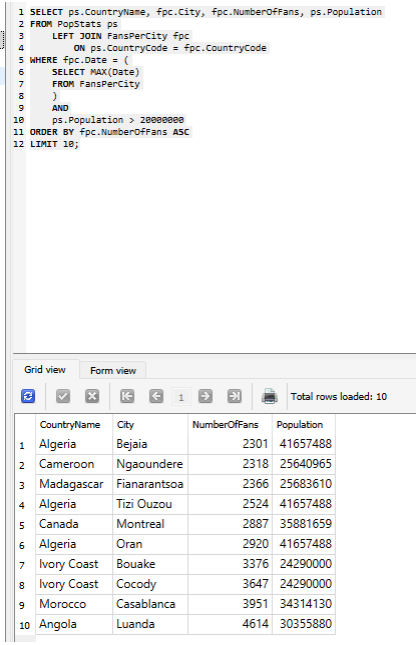 1 SELECT ps.CountryName, fpc.City, fpc.NumberOfFans, ps.Population
2 FROM PopStats ps
3 LEFT JOIN FansPerCity fpc
4 ON ps.CountryCode = fpc.CountryCode
5 WHERE fpc.Date = (
6 SELECT MAX(Date)
7 FROM FansPerCity
8 )
9 AND
10 ps.Population > 20000000
11 ORDER BY fpc.NumberOfFans ASC
12 LIMIT 10;
Grid view Form view
1 Total rows loaded: 10
CountryName City NumberOfFans Population
1 Algeria Bejaia 2301 41657488
2 Cameroon Ngaoundere 2318 25640965
3 Madagascar Fianarantsoa 2366 25683610
4 Algeria Tizi Ouzou 2524 41657488
5 Canada Montreal 2887 35881659
6 Algeria Oran 2920 41657488
7 Ivory Coast Bouake 3376 24290000
8 Ivory Coast Cocody 3647 24290000
9 Morocco Casablanca 3951 34314130
10 Angola Luanda 4614 30355880